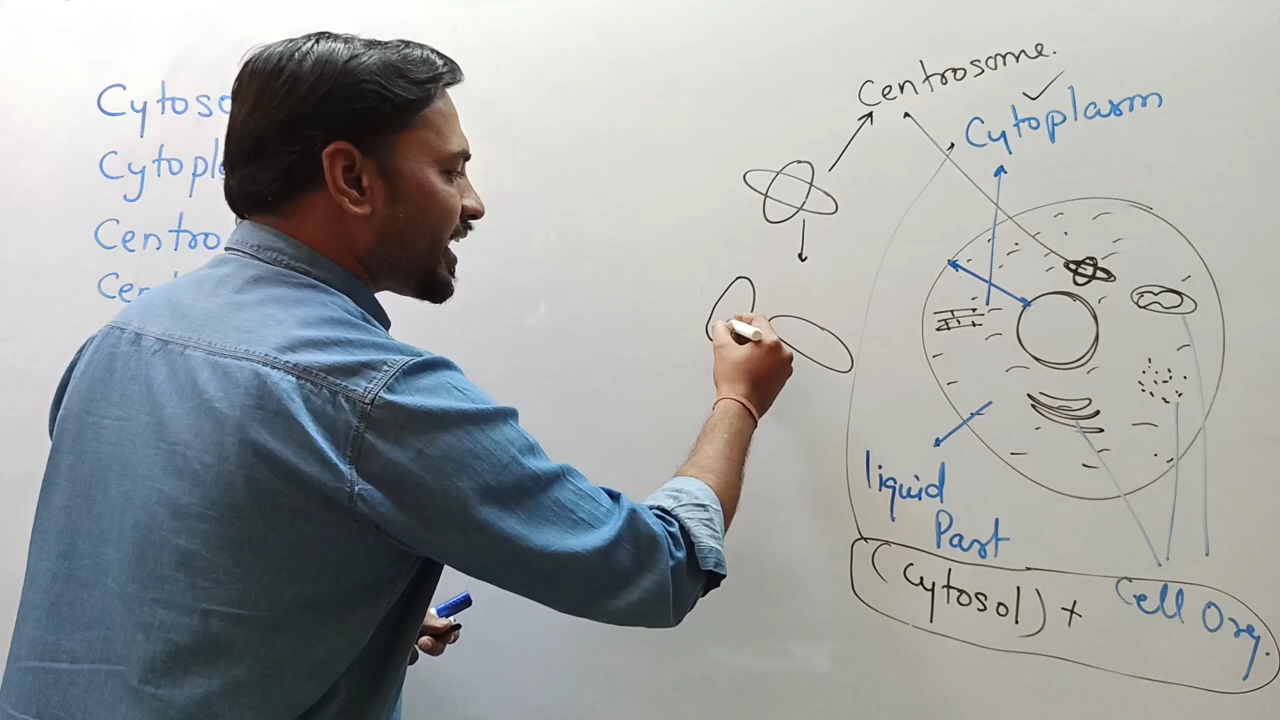 Cytoso
Cytopl
Centro
Cen
Centrosome.
Cytoplasm
liquid
Part
(Cytosol) + Cell Org.